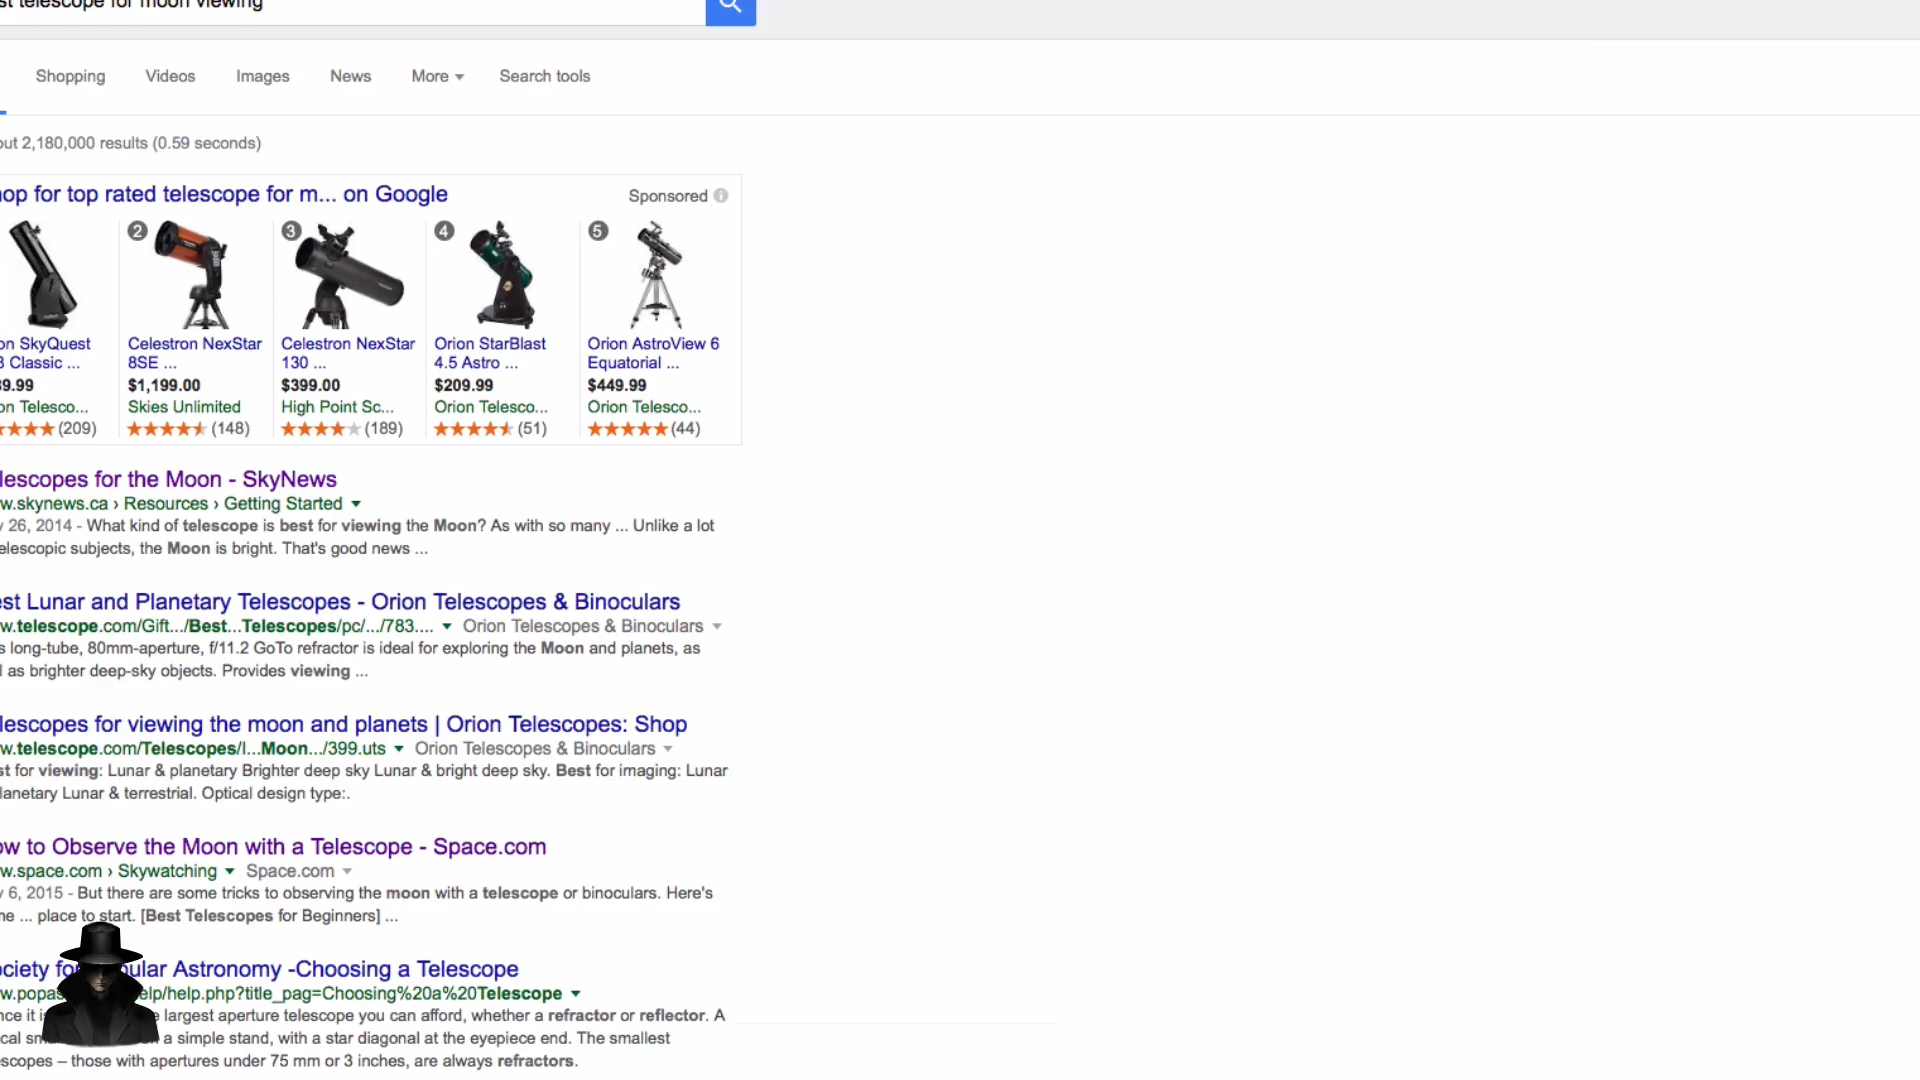 telescope for moon viewing
Shopping Videos Images News More Search tools
2,180,000 results (0.59 seconds)
for top rated telescope for m... on Google Sponsored
2 3 4 5
SkyQuest Celestron NexStar Celestron NexStar Orion StarBlast Orion AstroView 6
Classic ... 8SE ... 130 ... 4.5 Astro ... Equatorial ...
9.99 $1,199.00 $399.00 $209.99 $449.99
Telesco... Skies Unlimited High Point Sc... Orion Telesco... Orion Telesco...
(209) (148) (189) (51) (44)
lescopes for the Moon - SkyNews
w.skynews.ca › Resources › Getting Started
26, 2014 - What kind of telescope is best for viewing the Moon? As with so many ... Unlike a lot
elescopic subjects, the Moon is bright. That's good news ...
st Lunar and Planetary Telescopes - Orion Telescopes & Binoculars
w.telescope.com/Gift.../Best...Telescopes/pc/.../783.... Orion Telescopes & Binoculars
s long-tube, 80mm-aperture, f/11.2 GoTo refractor is ideal for exploring the Moon and planets, as
as brighter deep-sky objects. Provides viewing ...
lescopes for viewing the moon and planets | Orion Telescopes: Shop
w.telescope.com/Telescopes/l...Moon.../399.uts Orion Telescopes & Binoculars
st for viewing: Lunar & planetary Brighter deep sky Lunar & bright deep sky. Best for imaging: Lunar
lanetary Lunar & terrestrial. Optical design type:.
ow to Observe the Moon with a Telescope - Space.com
w.space.com › Skywatching Space.com
6, 2015 - But there are some tricks to observing the moon with a telescope or binoculars. Here's
me ... place to start. [Best Telescopes for Beginners] ...
ciety ular Astronomy -Choosing a Telescope
w.popas elp/help.php?title_pag=Choosing%20a%20Telescope
nce it largest aperture telescope you can afford, whether a refractor or reflector. A
cal a simple stand, with a star diagonal at the eyepiece end. The smallest
escopes – those with apertures under 75 mm or 3 inches, are always refractors.